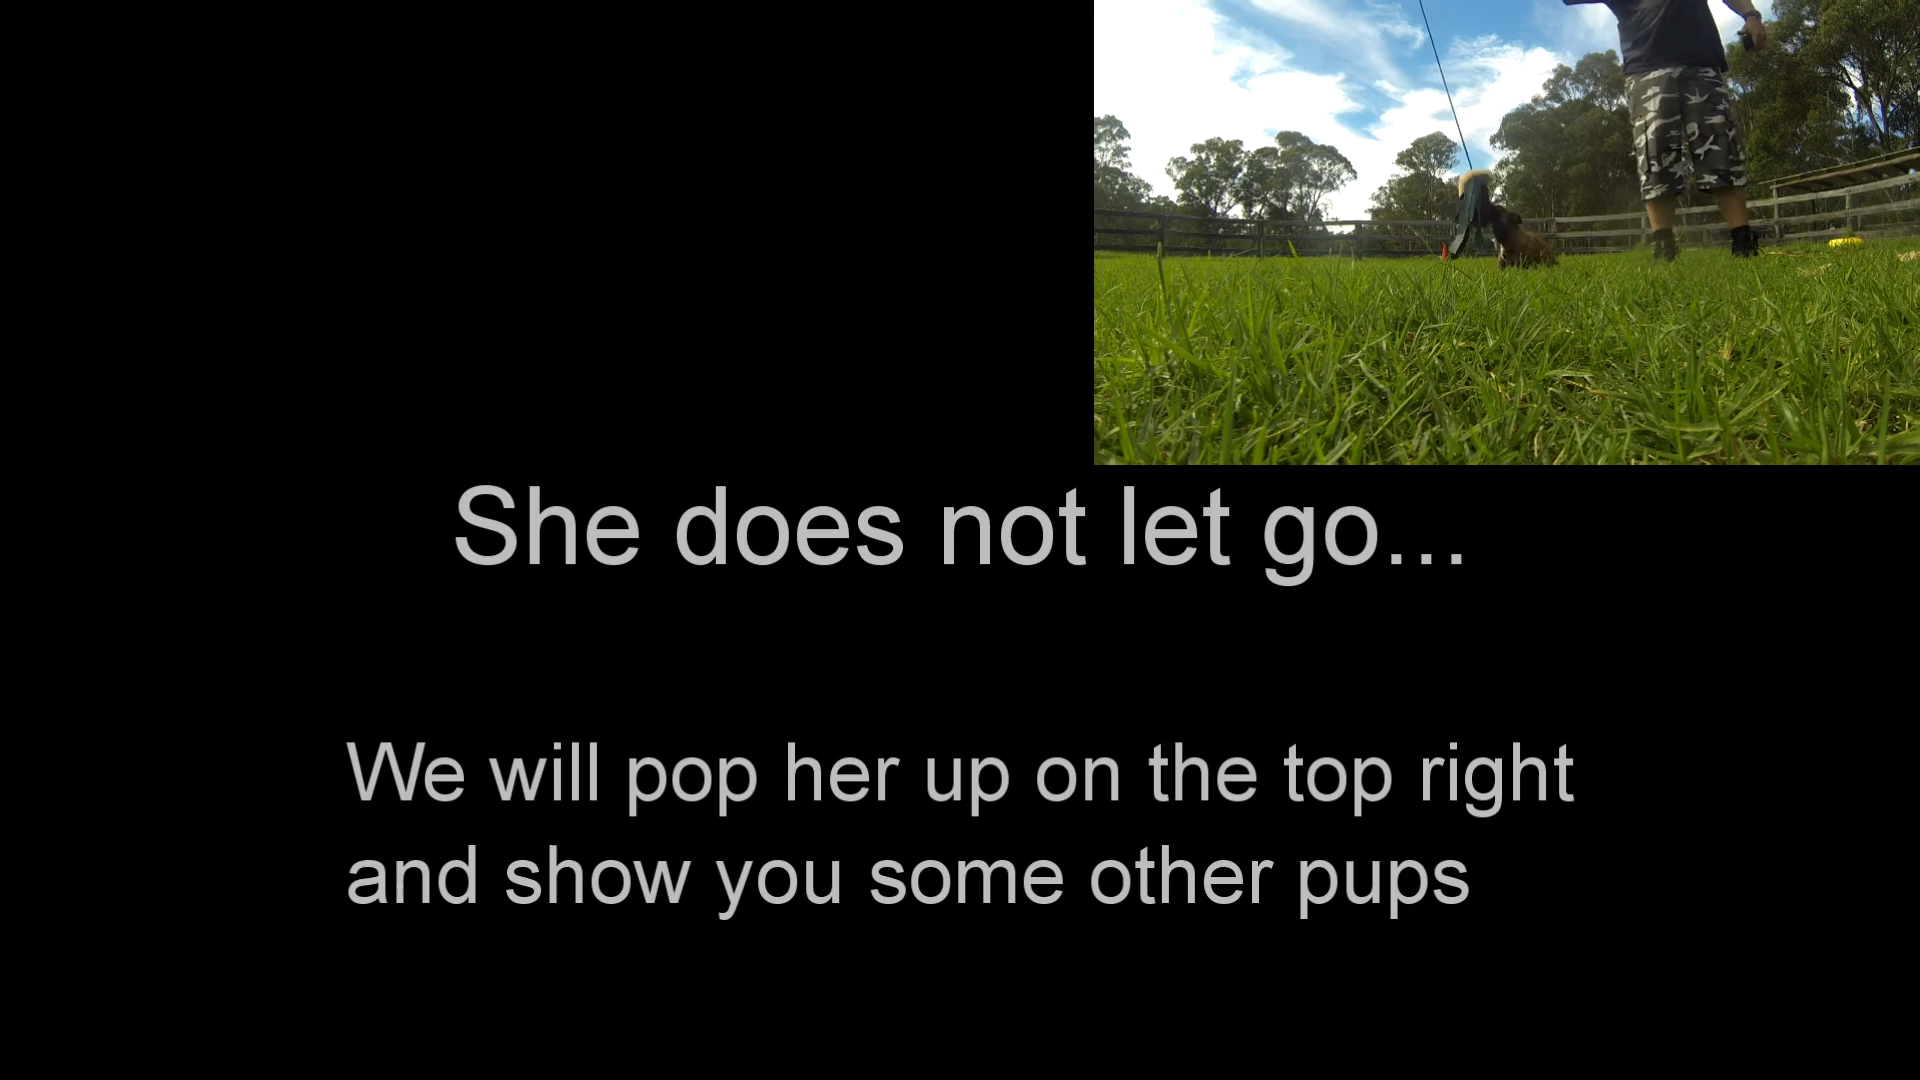 She does not let go...
We will pop her up on the top right
and show you some other pups